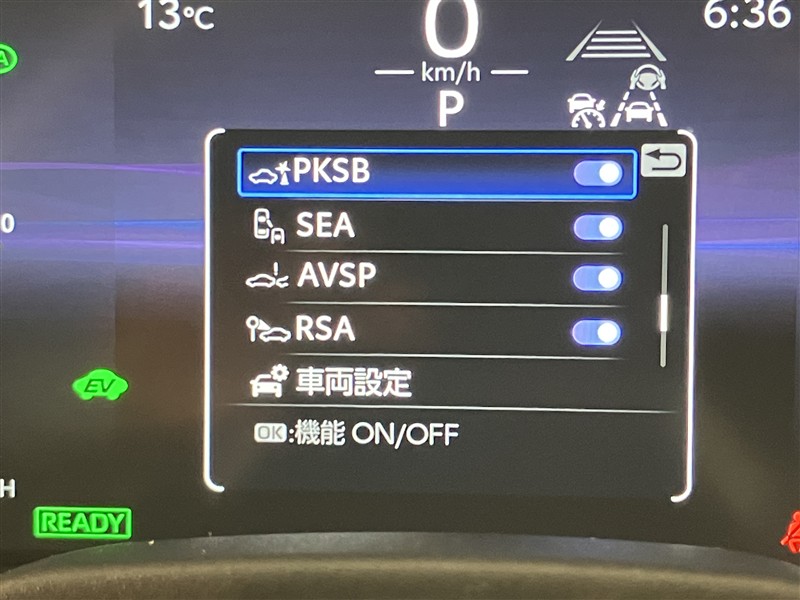 13℃
6:36
A
0
km/h
P
PKSB
SEA
0
AVSP
RSA
EV
車両設定
OK:機能 ON/OFF
H
READY